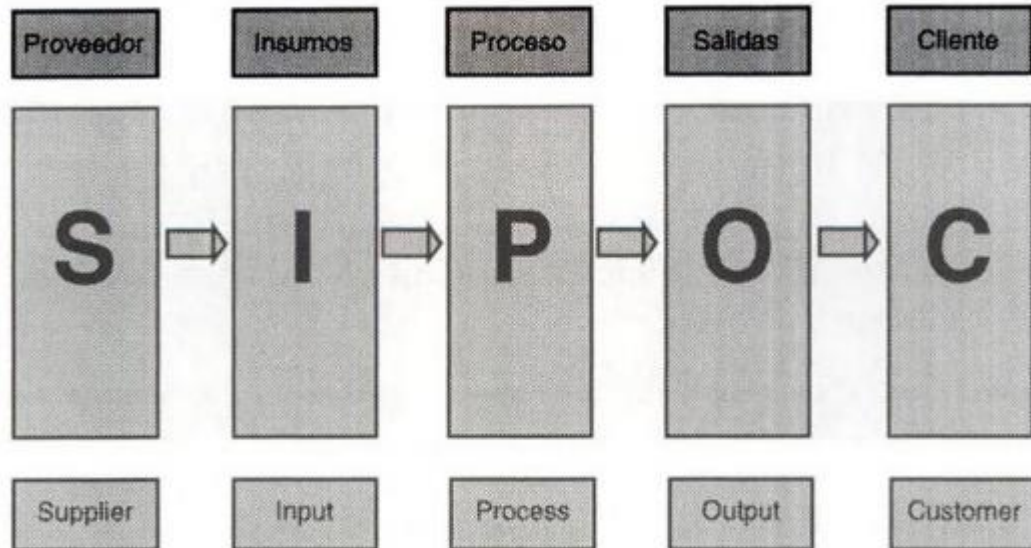 Proveedor Insumos Proceso Salidas Cliente
S I P O C
Supplier Input Process Output Customer